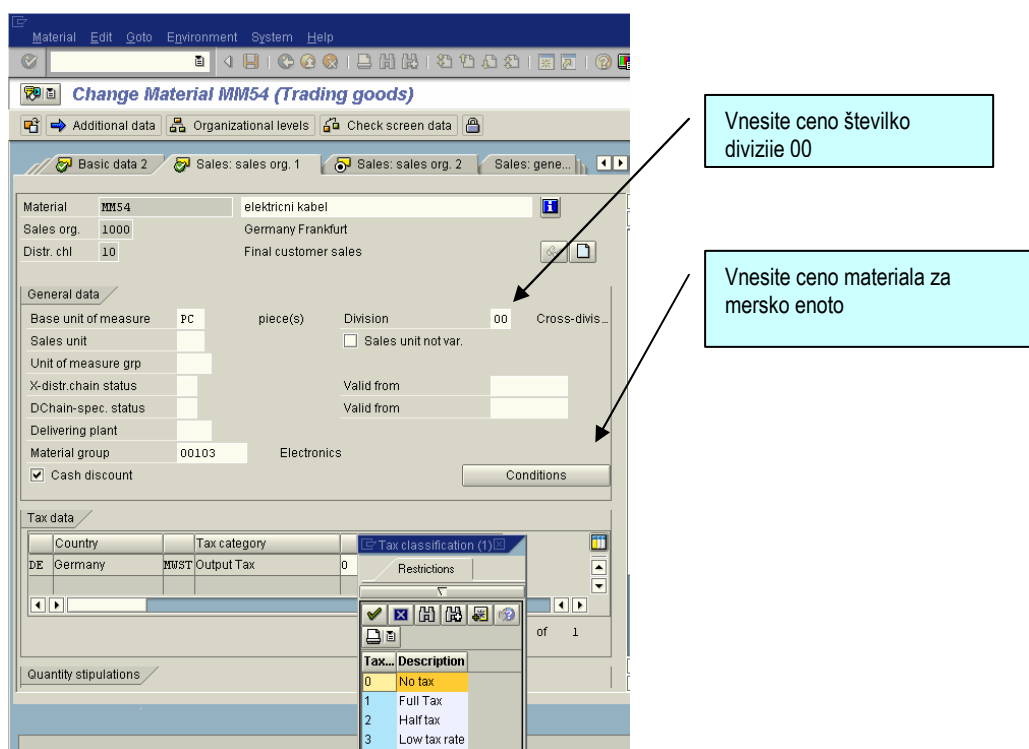 Material Edit Goto Environment System Help
Change Material MM54 (Trading goods)
Additional data Organizational levels Check screen data
Basic data 2 Sales: sales org. 1 Sales: sales org. 2 Sales: gene...
Material MM54 elektricni kabel
Sales org. 1000 Germany Frankfurt
Distr. chl 10 Final customer sales
General data
Base unit of measure PC piece(s) Division 00 Cross-divis...
Sales unit Sales unit not var.
Unit of measure grp
X-distr.chain status Valid from
DChain-spec. status Valid from
Delivering plant
Material group 00103 Electronics
Cash discount Conditions
Tax data
Country Tax category
DE Germany MWST Output Tax 0
of 1
Quantity stipulations
Tax classification (1)
Restrictions
Tax... Description
0 No tax
1 Full Tax
2 Half tax
3 Low tax rate
Vnesite ceno številko
diviziie 00
Vnesite ceno materiala za
mersko enoto